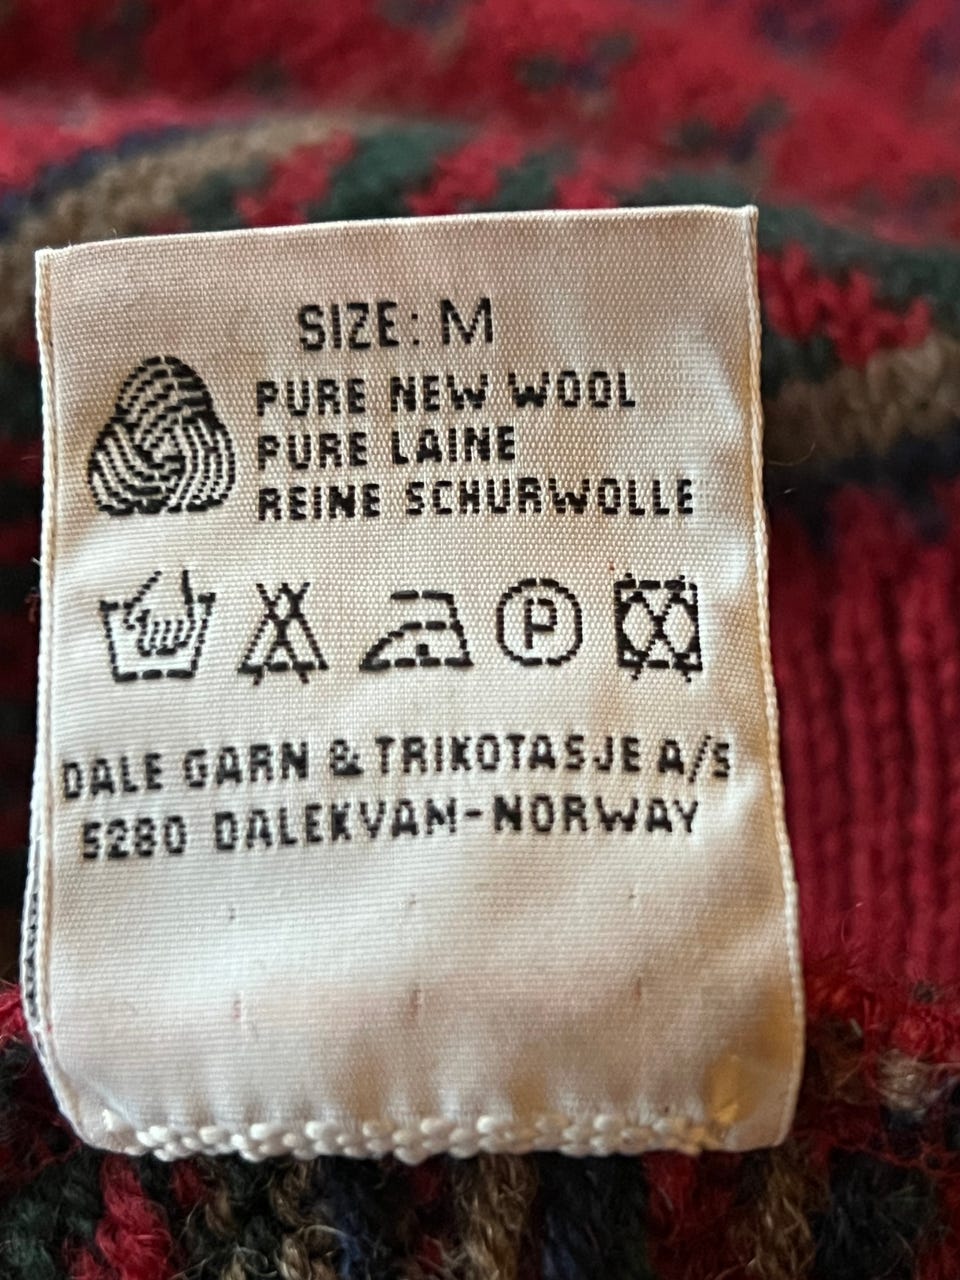 SIZE: M
PURE NEW WOOL
PURE LAINE
REINE SCHURWOLLE
P
DALE GARN & TRIKOTASJE A/S
5280 DALEKVAM-NORWAY